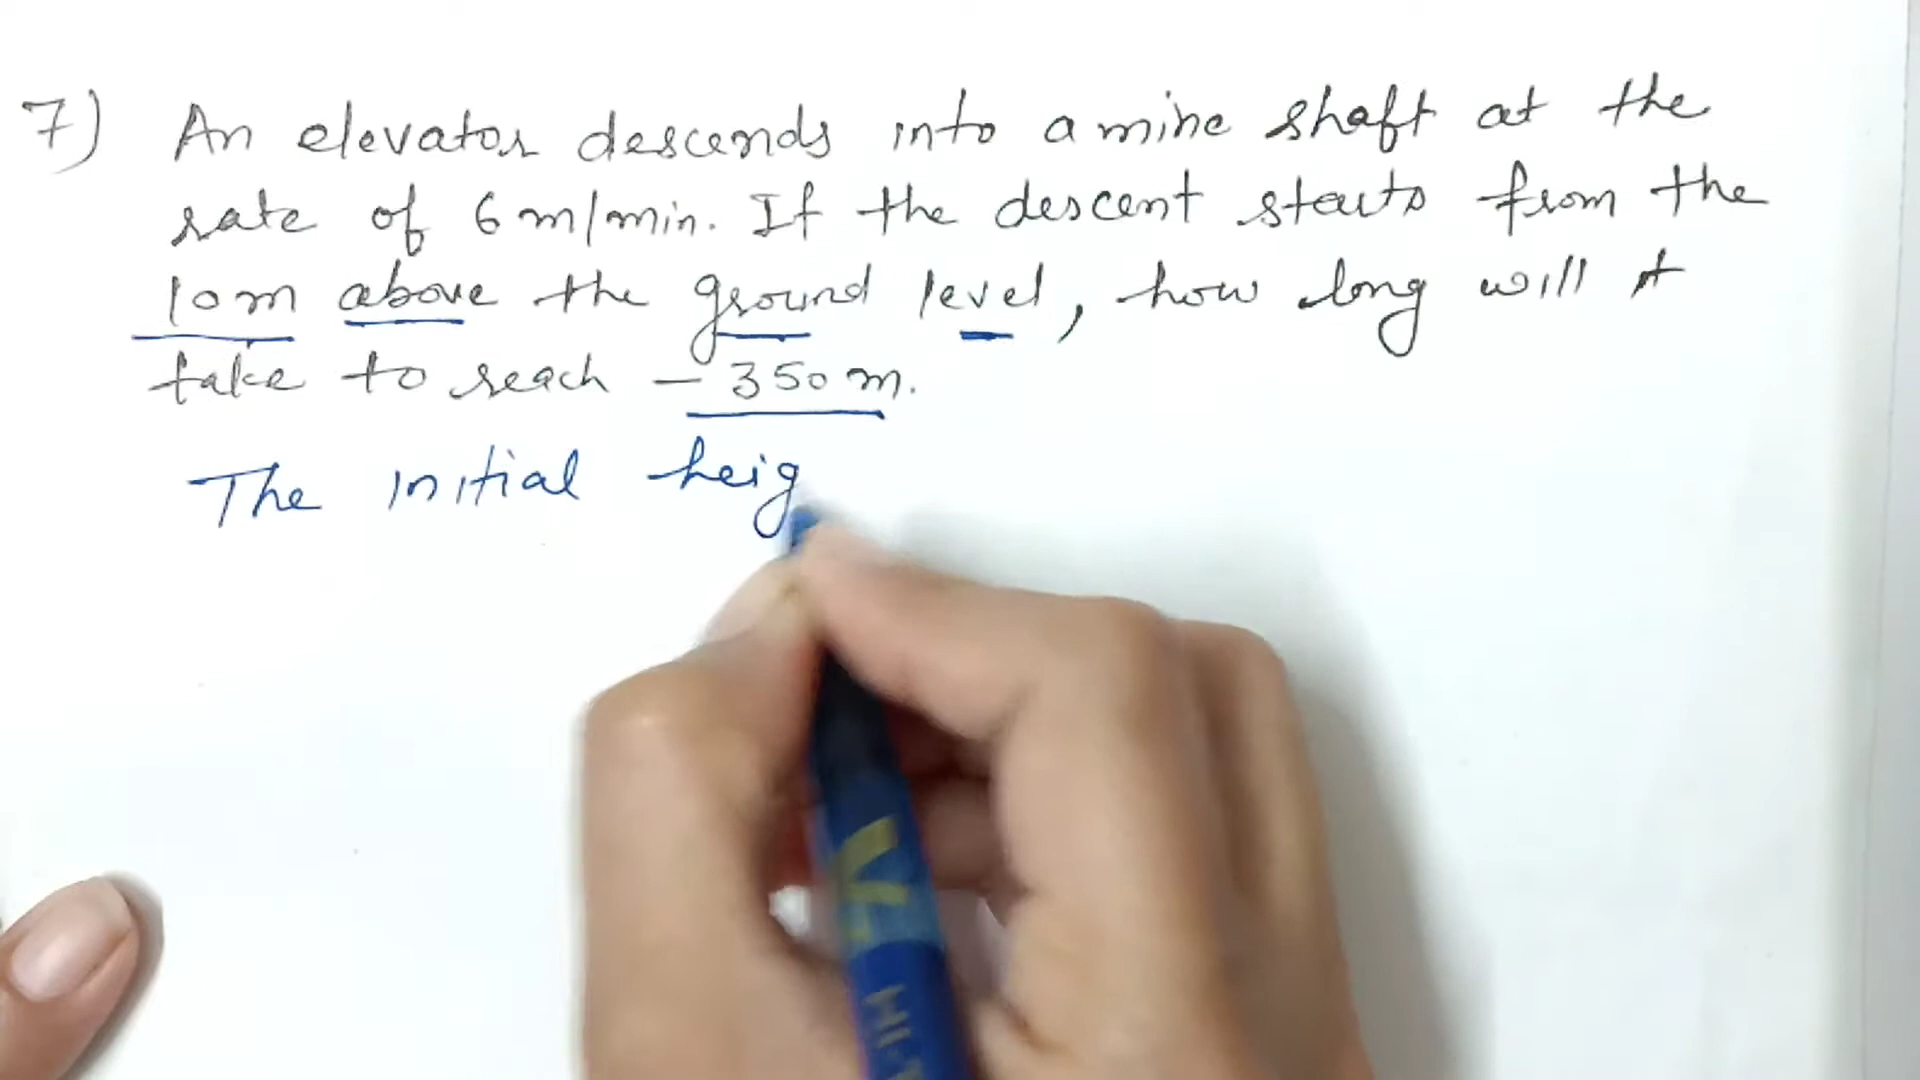 7) An elevator descends into a mine shaft at the
rate of 6 m/min. If the descent starts from the
10 m above the ground level, how long will it
take to reach - 350 m.
The initial heig
V
HI-